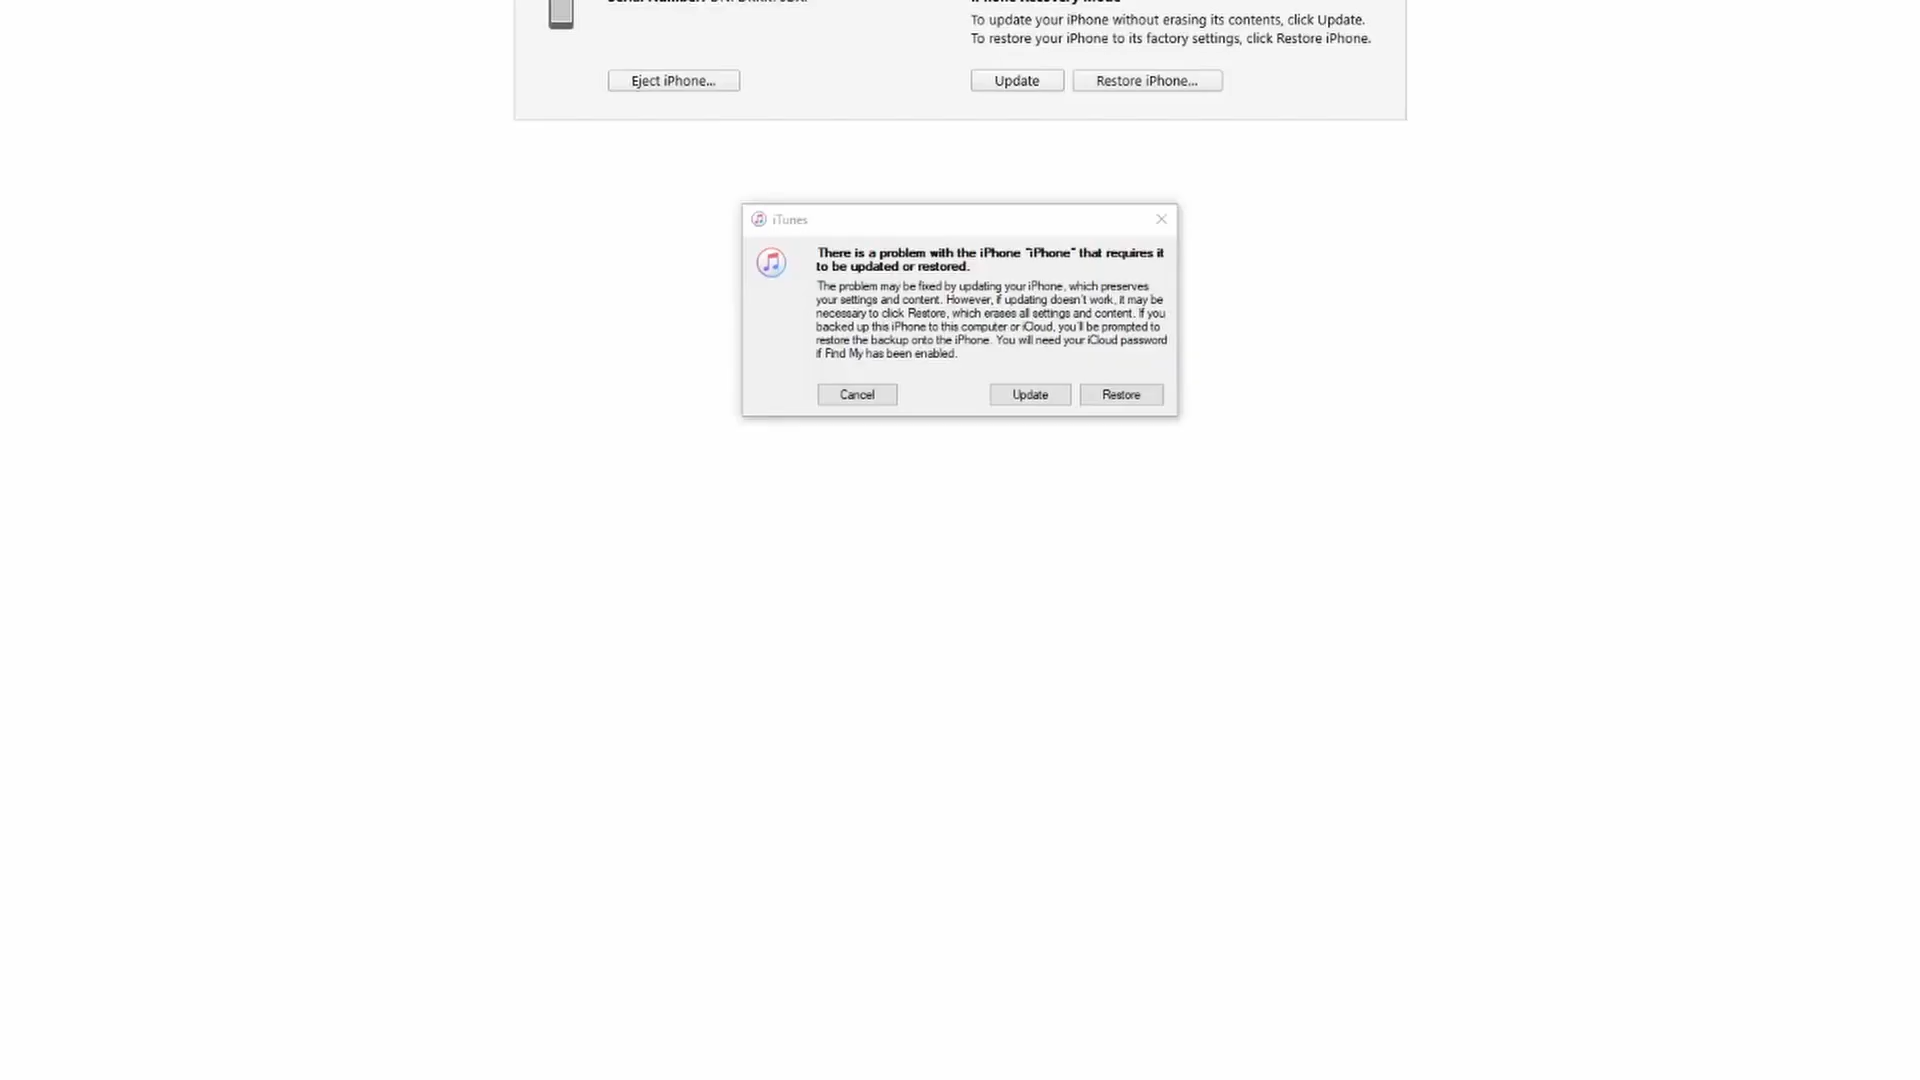 To update your iPhone without erasing its contents, click Update.
To restore your iPhone to its factory settings, click Restore iPhone.
Eject iPhone...
Update
Restore iPhone...
iTunes
There is a problem with the iPhone "iPhone" that requires it
to be updated or restored.
The problem may be fixed by updating your iPhone, which preserves
your settings and content. However, if updating doesn't work, it may be
necessary to click Restore, which erases all settings and content. If you
backed up this iPhone to this computer or iCloud, you'll be prompted to
restore the backup onto the iPhone. You will need your iCloud password
if Find My has been enabled.
Cancel
Update
Restore